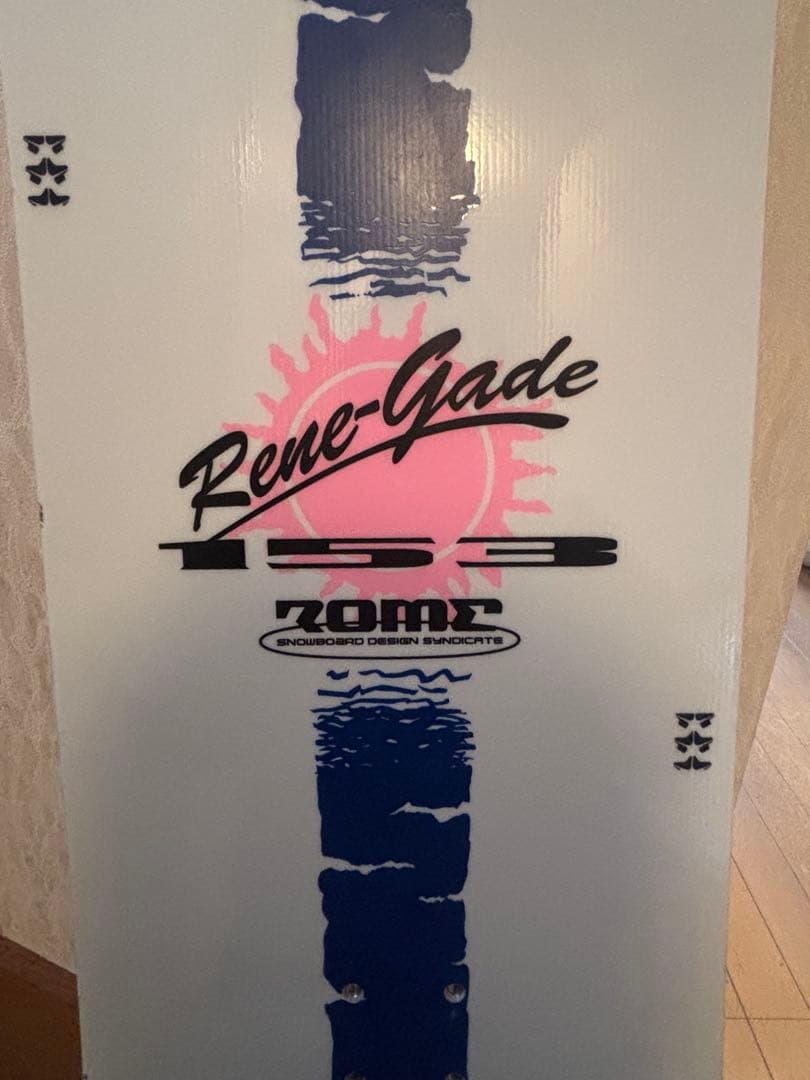 Rene-Gade
153
ROME
SNOWBOARD DESIGN SYNDICATE